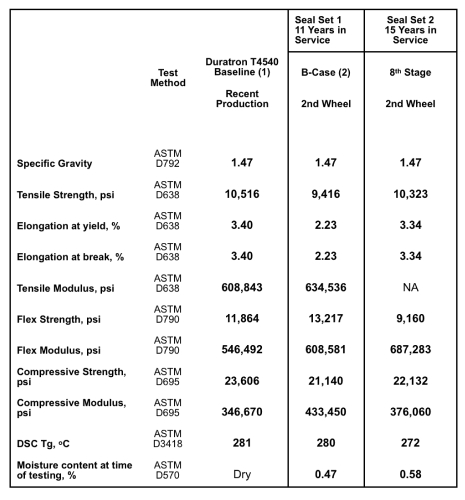 Seal Set 1
11 Years in
Service
Seal Set 2
15 Years in
Service
Test
Method
Duratron T4540
Baseline (1)
Recent
Production
B-Case (2)
2nd Wheel
8th Stage
2nd Wheel
Specific Gravity
ASTM
D792
1.47
1.47
1.47
Tensile Strength, psi
ASTM
D638
10,516
9,416
10,323
Elongation at yield, %
ASTM
D638
3.40
2.23
3.34
Elongation at break, %
ASTM
D638
3.40
2.23
3.34
Tensile Modulus, psi
ASTM
D638
608,843
634,536
NA
Flex Strength, psi
ASTM
D790
11,864
13,217
9,160
Flex Modulus, psi
ASTM
D790
546,492
608,581
687,283
Compressive Strength,
psi
ASTM
D695
23,606
21,140
22,132
Compressive Modulus,
psi
ASTM
D695
346,670
433,450
376,060
DSC Tg, ºC
ASTM
D3418
281
280
272
Moisture content at time
of testing, %
ASTM
D570
Dry
0.47
0.58